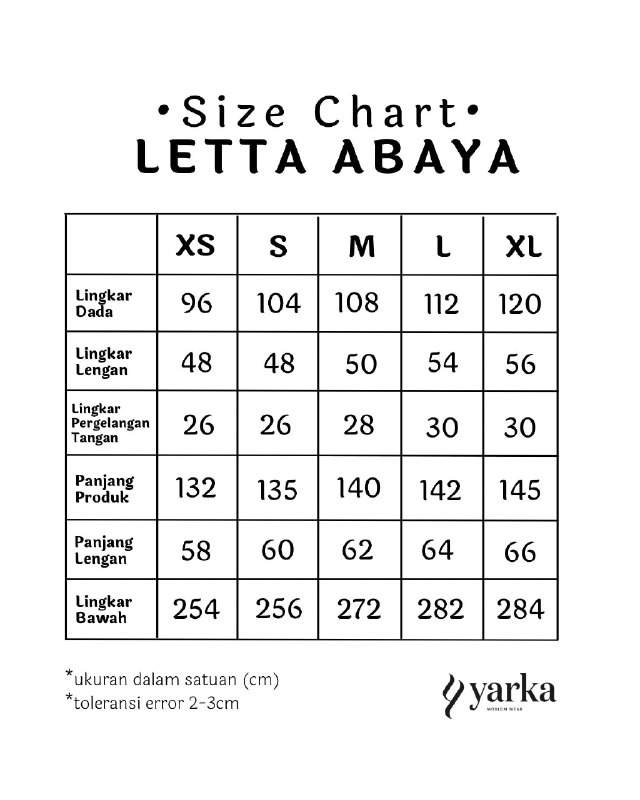 •Size Chart•
LETTA ABAYA
XS S M L XL
Lingkar
Dada
96 104 108 112 120
Lingkar
Lengan
48 48 50 54 56
Lingkar
Pergelangan
Tangan
26 26 28 30 30
Panjang
Produk
132 135 140 142 145
Panjang
Lengan
58 60 62 64 66
Lingkar
Bawah
254 256 272 282 284
*ukuran dalam satuan (cm)
*toleransi error 2-3cm
yarka